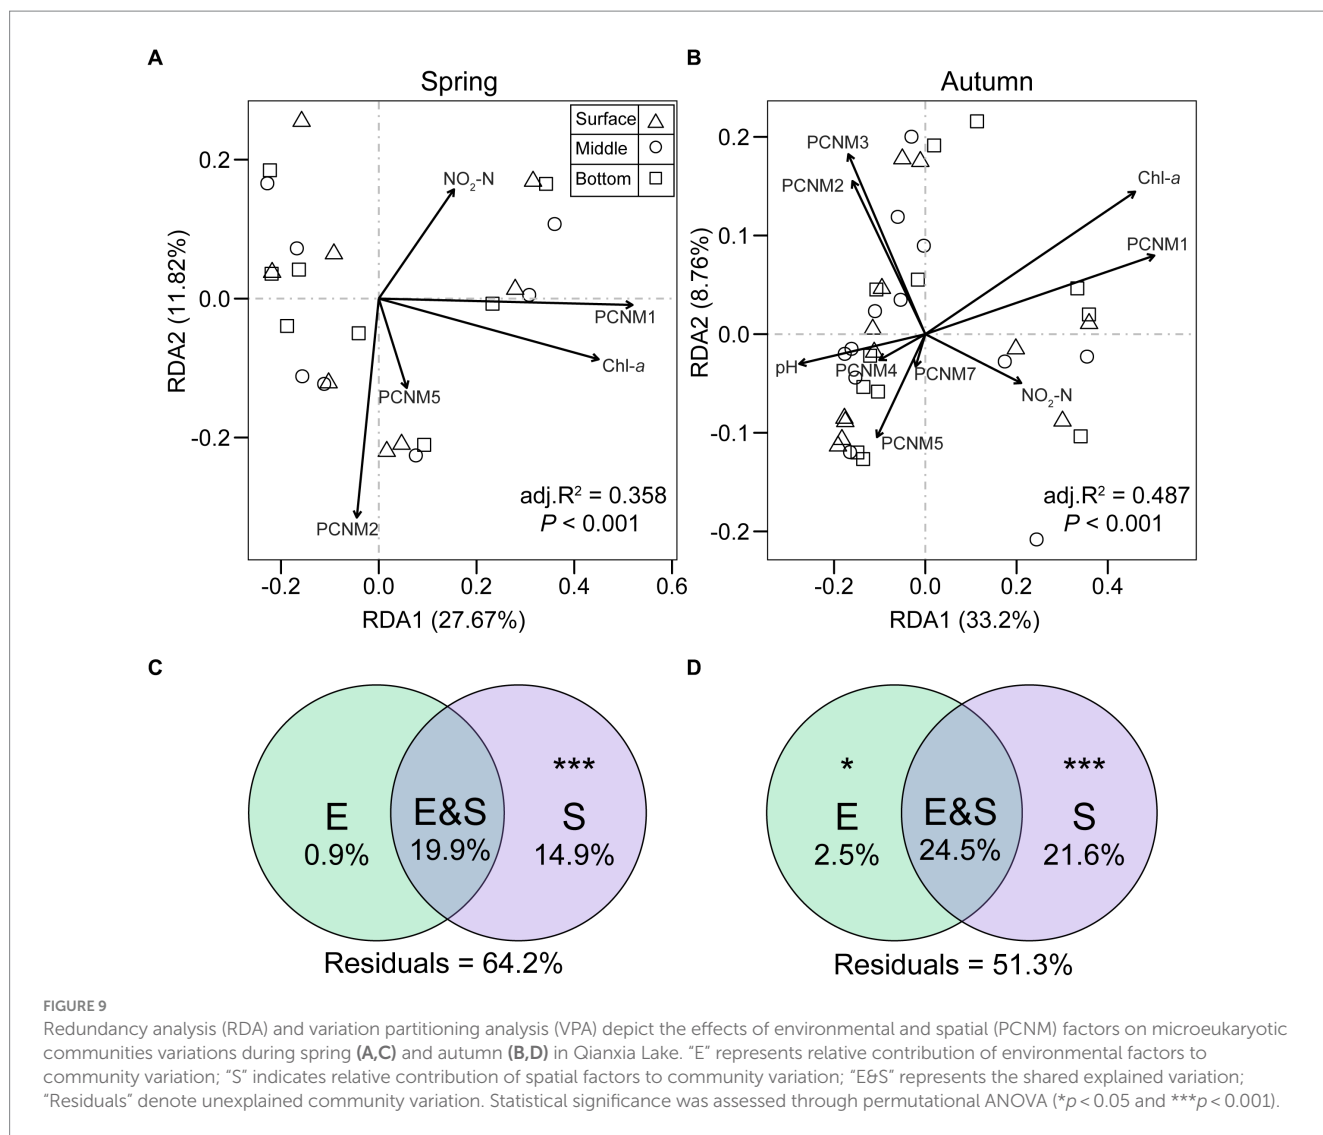 A
Spring
Surface
Middle
Bottom
NO2-N
PCNM1
Chl-a
PCNM5
PCNM2
adj.R² = 0.358
P < 0.001
0.2
0.0
-0.2
RDA2 (11.82%)
-0.2 0.0 0.2 0.4 0.6
RDA1 (27.67%)
B
Autumn
PCNM3
PCNM2
Chl-a
PCNM1
pH
PCNM4
PCNM7
NO2-N
PCNM5
adj.R² = 0.487
P < 0.001
0.2
0.1
0.0
-0.1
-0.2
RDA2 (8.76%)
-0.2 0.0 0.2 0.4
RDA1 (33.2%)
C
E
0.9%
E&S
19.9%
***
S
14.9%
Residuals = 64.2%
D
*
E
2.5%
E&S
24.5%
***
S
21.6%
Residuals = 51.3%
FIGURE 9
Redundancy analysis (RDA) and variation partitioning analysis (VPA) depict the effects of environmental and spatial (PCNM) factors on microeukaryotic
communities variations during spring (A,C) and autumn (B,D) in Qianxia Lake. "E" represents relative contribution of environmental factors to
community variation; "S" indicates relative contribution of spatial factors to community variation; "E&S" represents the shared explained variation;
"Residuals" denote unexplained community variation. Statistical significance was assessed through permutational ANOVA (*p < 0.05 and ***p < 0.001).